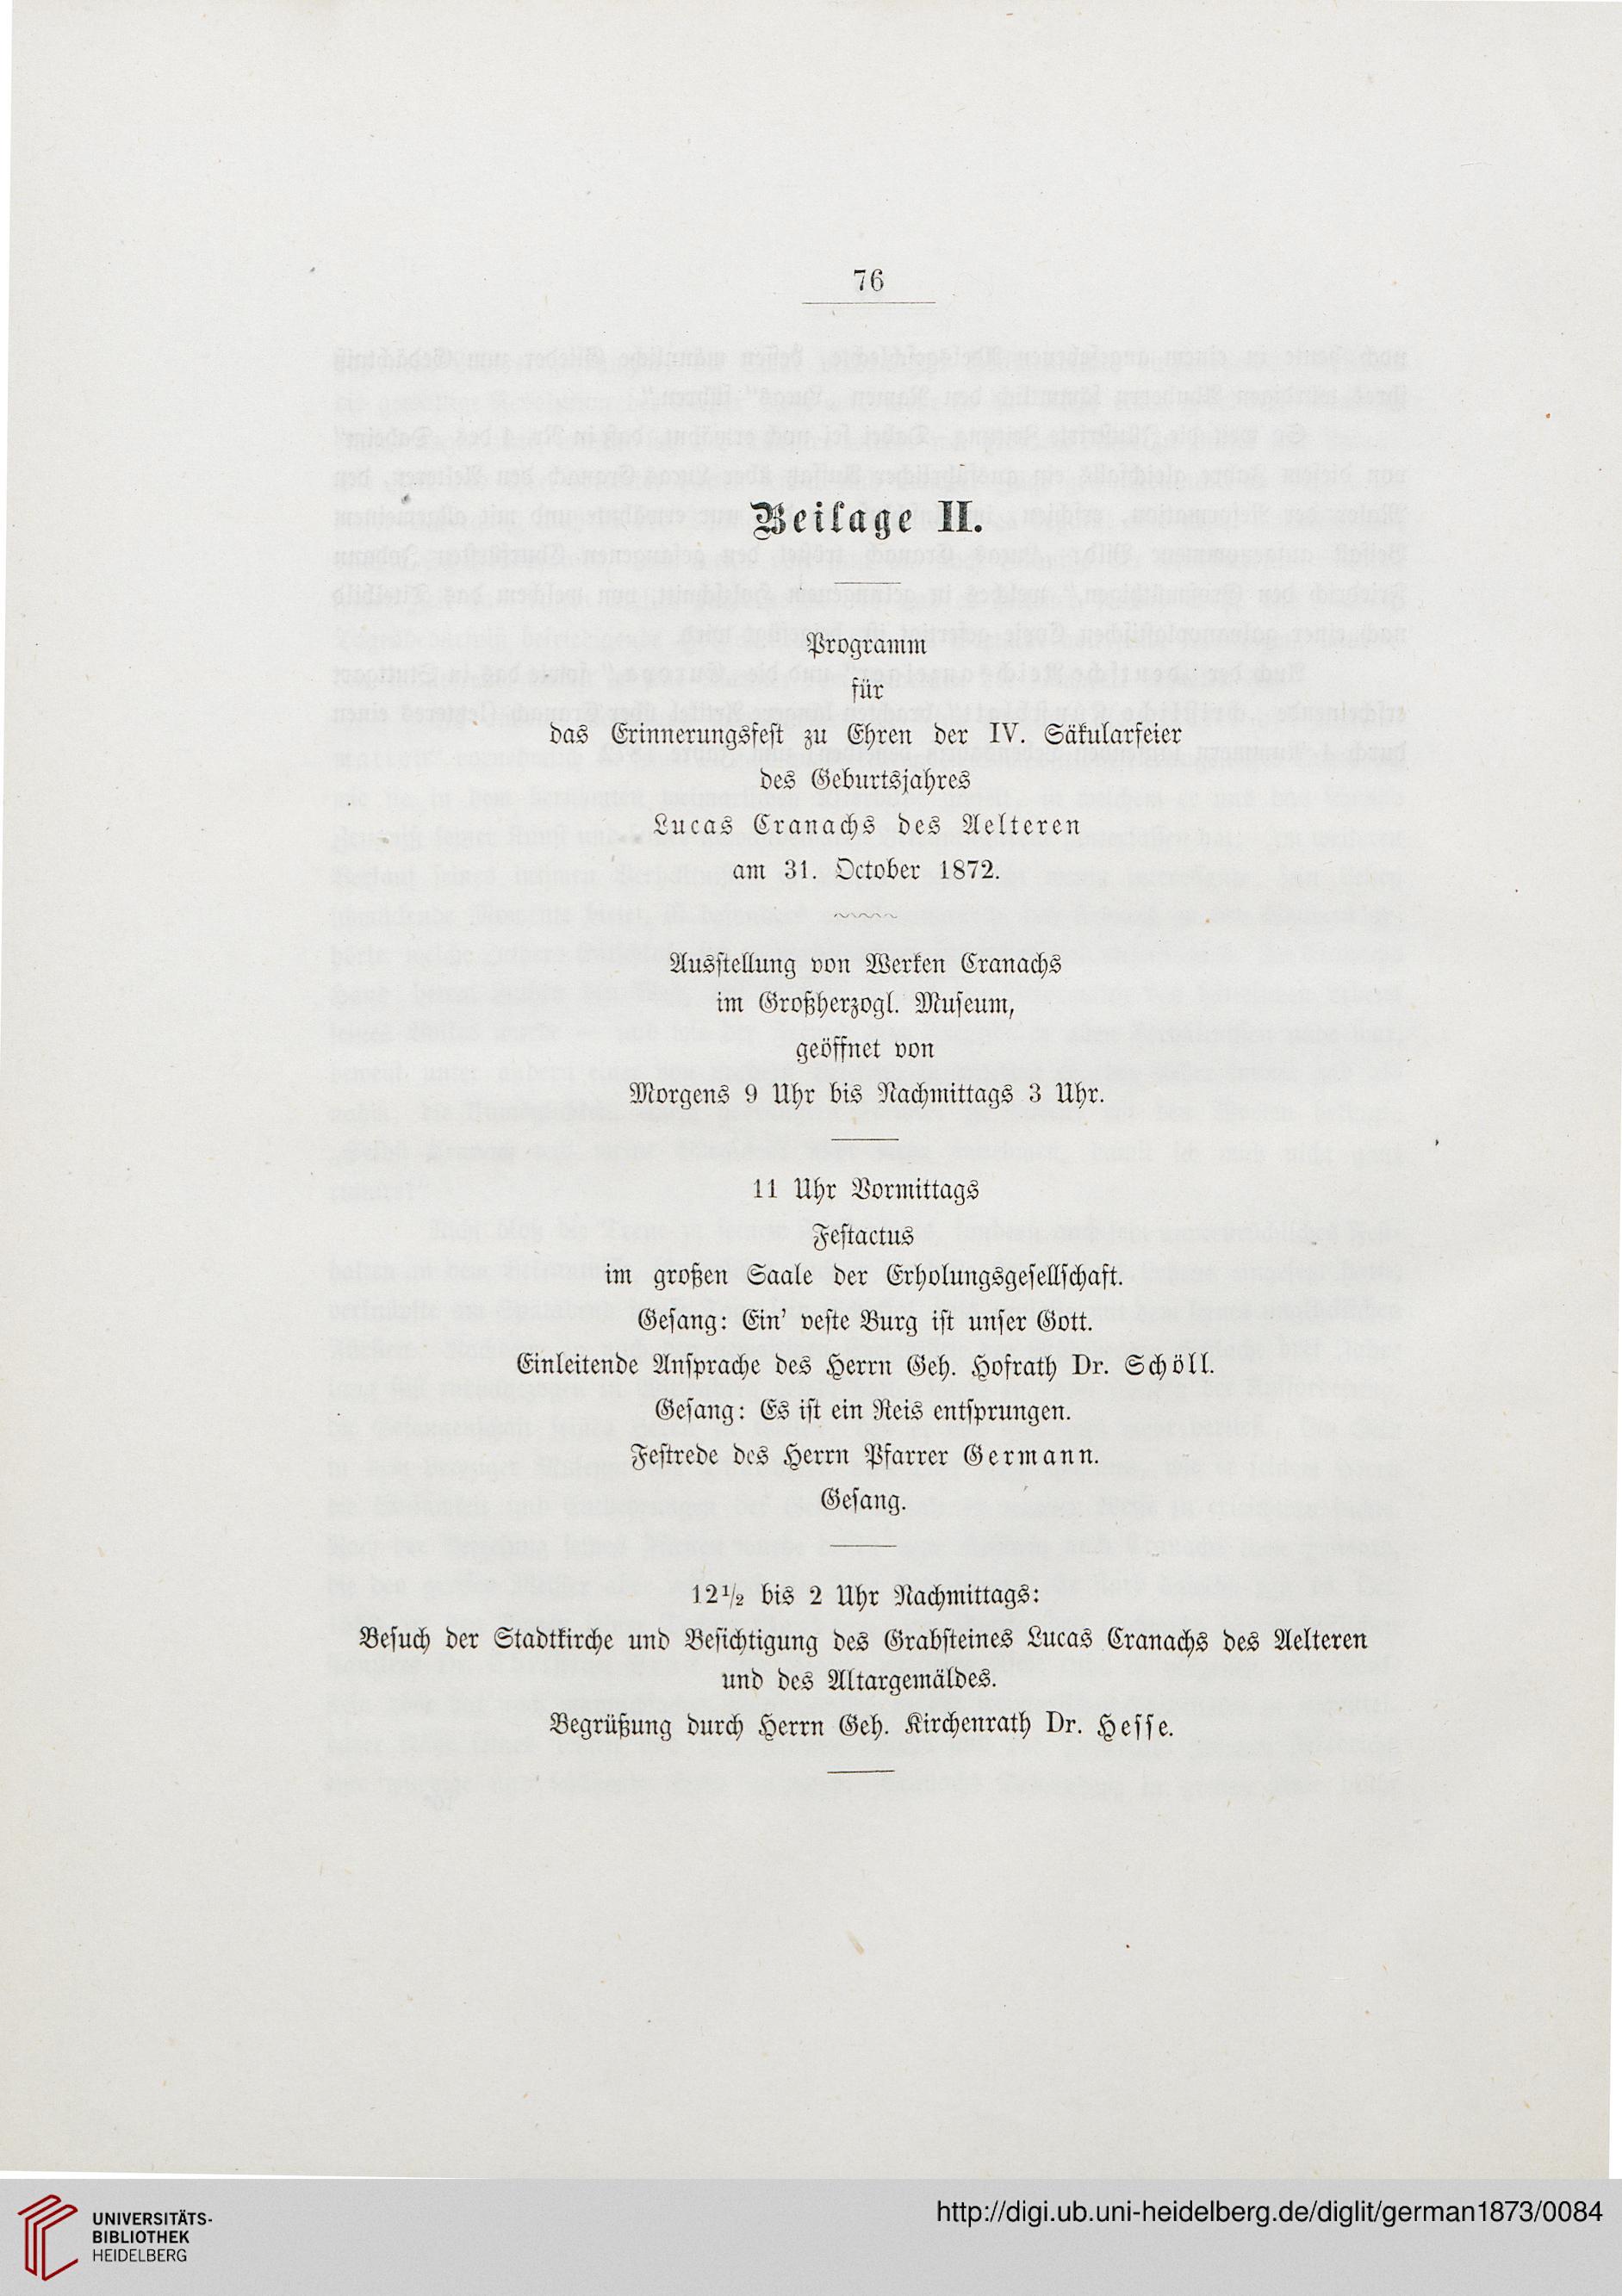 76
Beilage II.
Programm
für
das Erinnerungsfest zu Ehren der IV. Säkularfeier
des Geburtsjahres
Lucas Cranachs des Aelteren
am 31. October 1872.
Ausstellung von Werken Cranachs
im Großherzogl. Museum,
geöffnet von
Morgens 9 Uhr bis Nachmittags 3 Uhr.
11 Uhr Vormittags
Festactus
im großen Saale der Erholungsgesellschaft.
Gesang: Ein' veste Burg ist unser Gott.
Einleitende Ansprache des Herrn Geh. Hofrath Dr. Schöll.
Gesang: Es ist ein Reis entsprungen.
Festrede des Herrn Pfarrer Germann.
Gesang.
12½ bis 2 Uhr Nachmittags:
Besuch der Stadtkirche und Besichtigung des Grabsteines Lucas Cranachs des Aelteren
und des Altargemäldes.
Begrüßung durch Herrn Geh. Kirchenrath Dr. Hesse.
UNIVERSITÄTS-
BIBLIOTHEK
HEIDELBERG
http://digi.ub.uni-heidelberg.de/diglit/german1873/0084